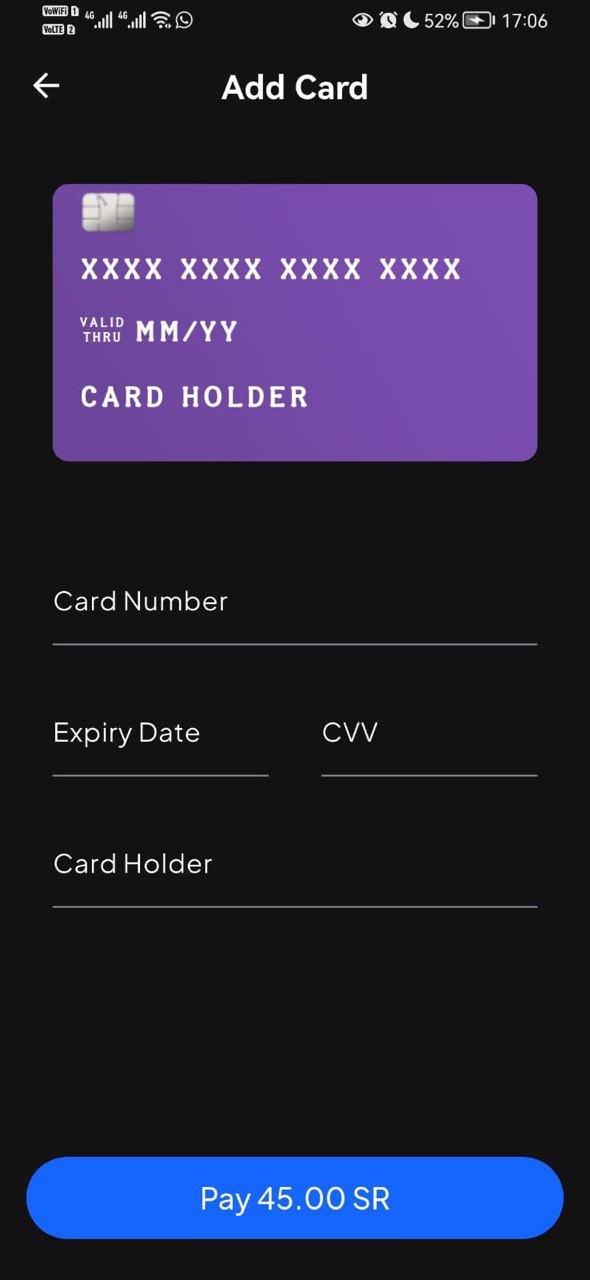 VoWiFi 1 4G 4G 52% 17:06
VoLTE 2
Add Card
XXXX XXXX XXXX XXXX
VALID
THRU MM/YY
CARD HOLDER
Card Number
Expiry Date CVV
Card Holder
Pay 45.00 SR